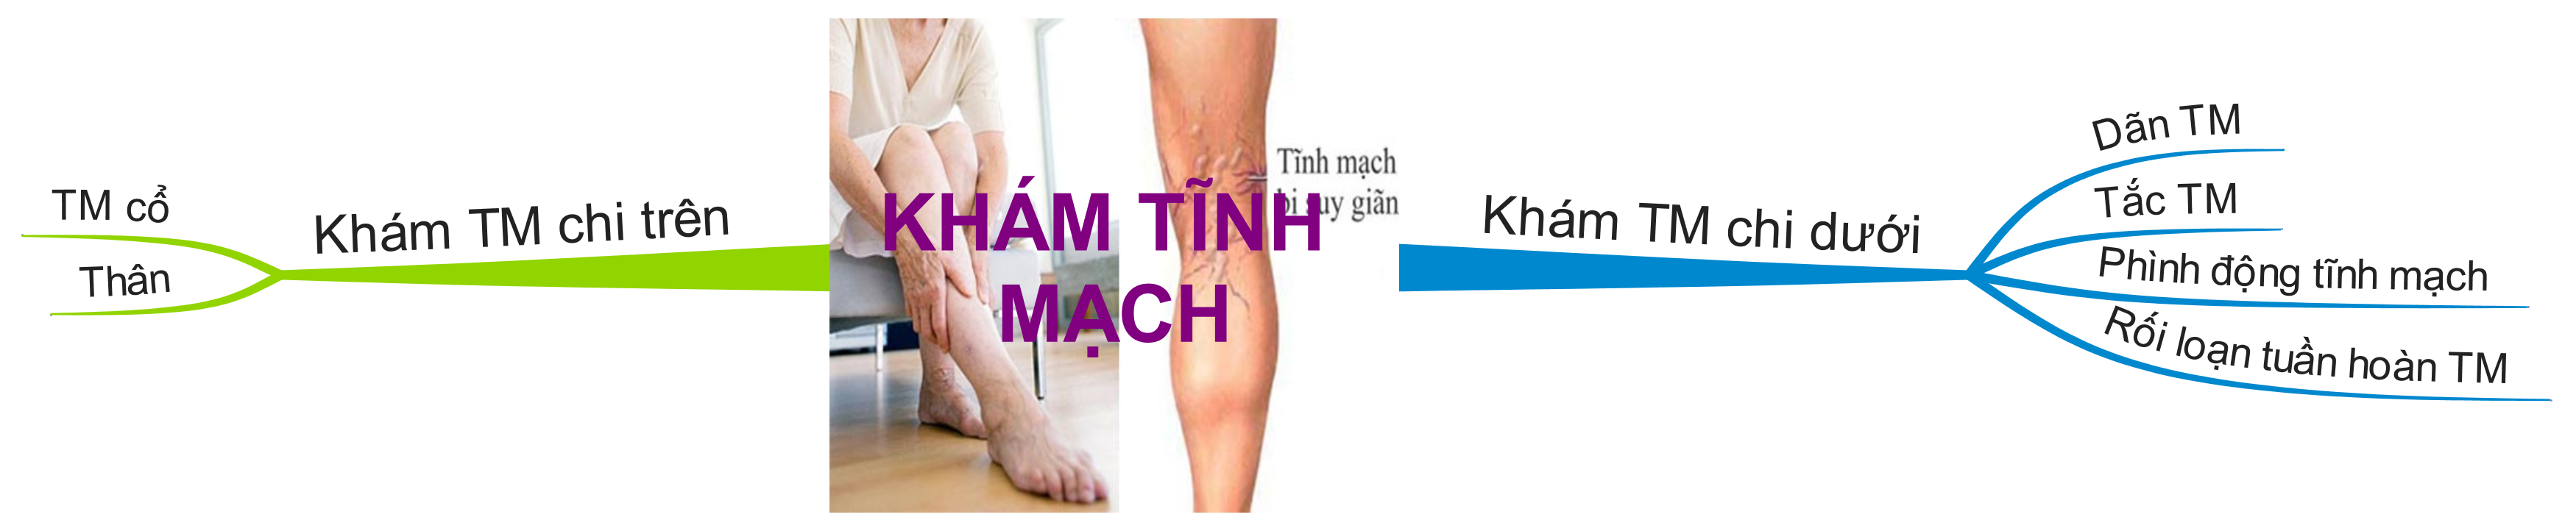 KHÁM TĨNH
MẠCH
Tĩnh mạch
bị suy giãn
Khám TM chi trên
TM cổ
Thân
Khám TM chi dưới
Dãn TM
Tắc TM
Phình động tĩnh mạch
Rối loạn tuần hoàn TM